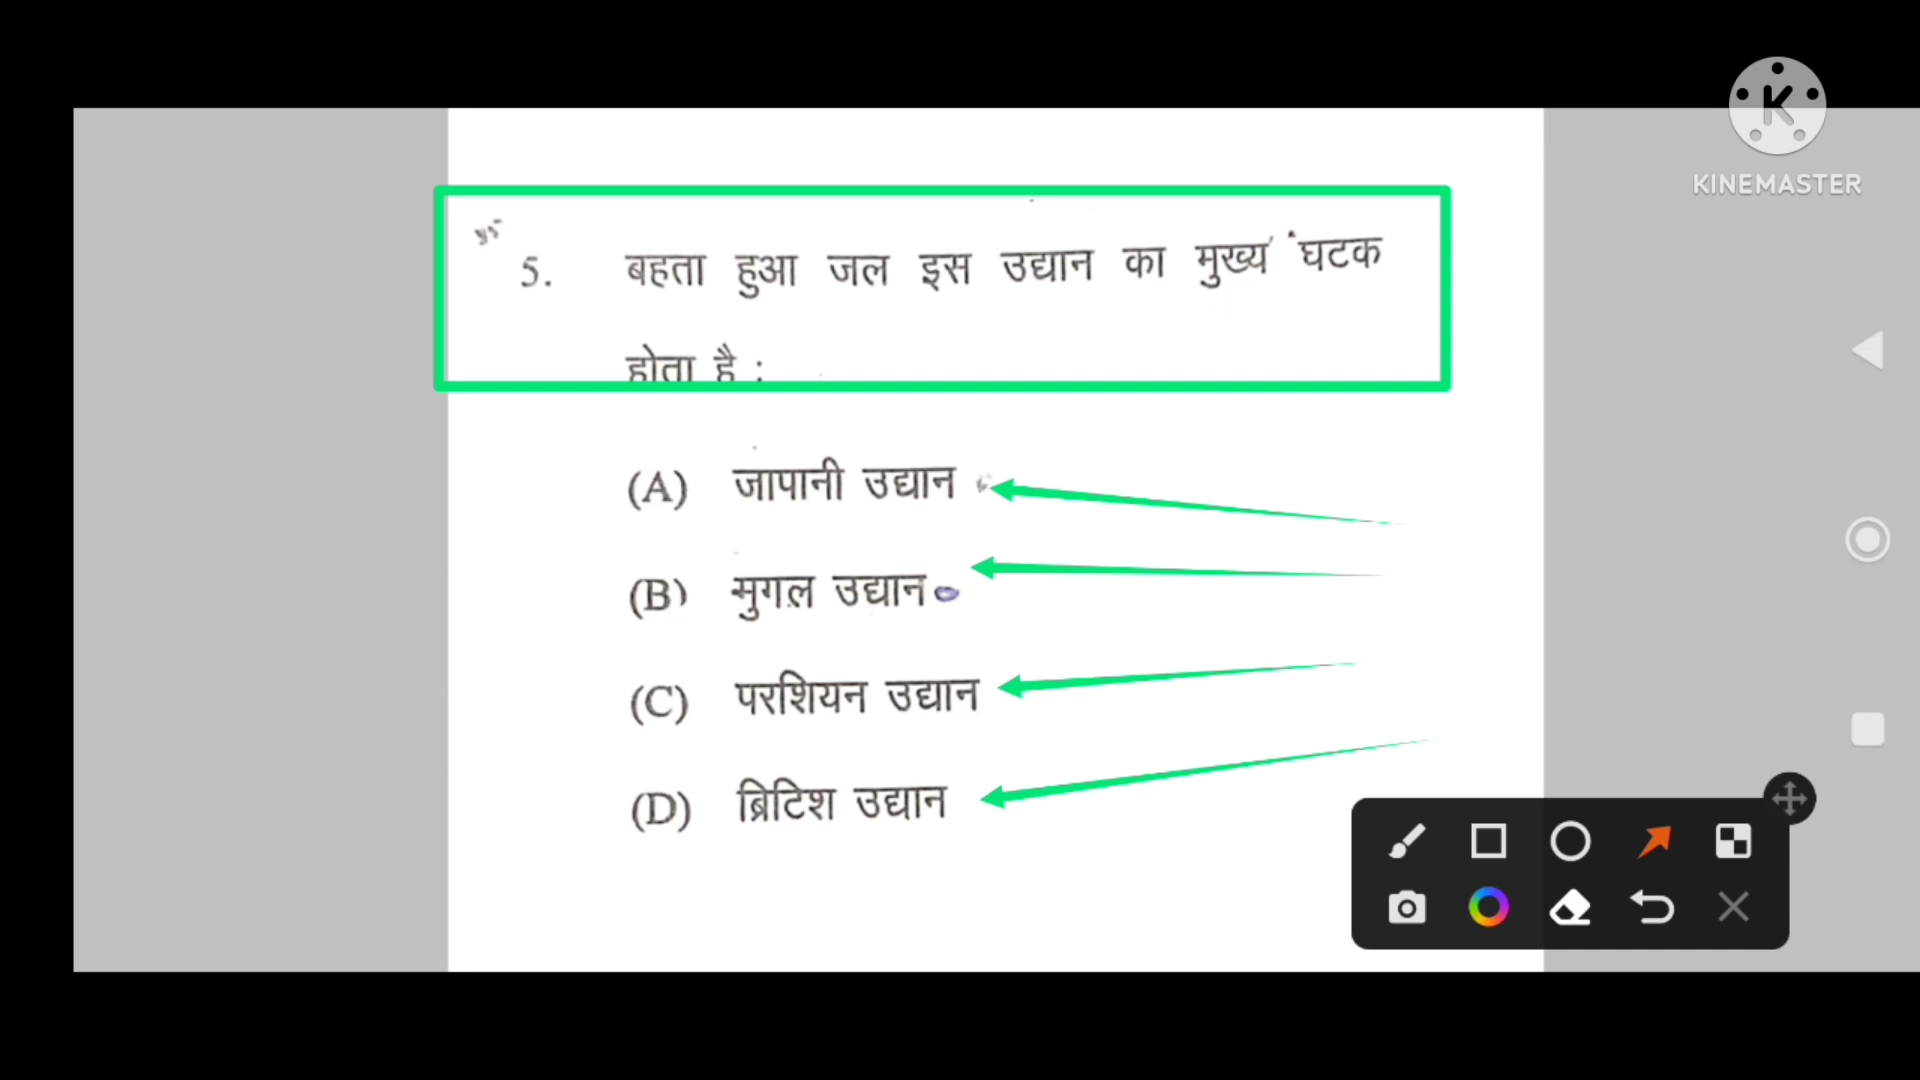 KINEMASTER
5. बहता हुआ जल इस उद्यान का मुख्य घटक
होता है :
(A) जापानी उद्यान
(B) मुगल उद्यान
(C) परशियन उद्यान
(D) ब्रिटिश उद्यान